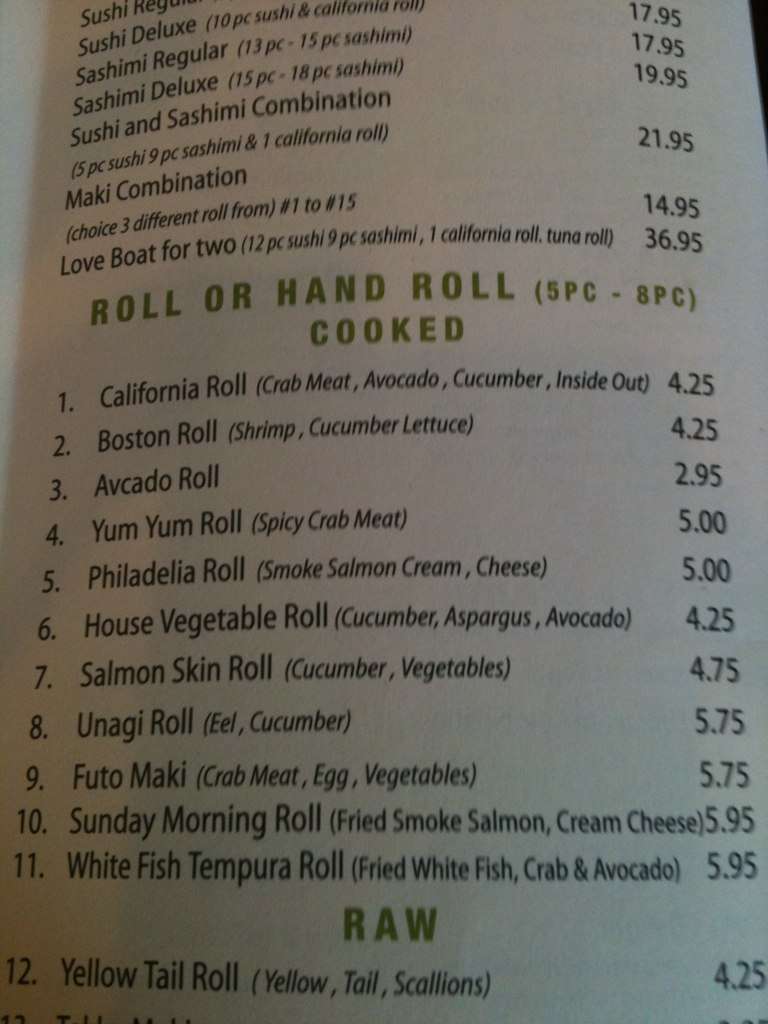 Sushi Regular
Sushi Deluxe (10 pc sushi & california roll) 17.95
Sashimi Regular (13 pc - 15 pc sashimi) 17.95
Sashimi Deluxe (15 pc - 18 pc sashimi) 19.95
Sushi and Sashimi Combination
(5 pc sushi 9 pc sashimi & 1 california roll) 21.95
Maki Combination
(choice 3 different roll from) #1 to #15 14.95
Love Boat for two (12 pc sushi 9 pc sashimi , 1 california roll. tuna roll) 36.95
ROLL OR HAND ROLL (5PC - 8PC)
COOKED
1. California Roll (Crab Meat , Avocado , Cucumber , Inside Out) 4.25
2. Boston Roll (Shrimp , Cucumber Lettuce) 4.25
3. Avcado Roll 2.95
4. Yum Yum Roll (Spicy Crab Meat) 5.00
5. Philadelia Roll (Smoke Salmon Cream , Cheese) 5.00
6. House Vegetable Roll (Cucumber, Aspargus , Avocado) 4.25
7. Salmon Skin Roll (Cucumber , Vegetables) 4.75
8. Unagi Roll (Eel , Cucumber) 5.75
9. Futo Maki (Crab Meat , Egg , Vegetables) 5.75
10. Sunday Morning Roll (Fried Smoke Salmon, Cream Cheese) 5.95
11. White Fish Tempura Roll (Fried White Fish, Crab & Avocado) 5.95
RAW
12. Yellow Tail Roll ( Yellow , Tail , Scallions) 4.25